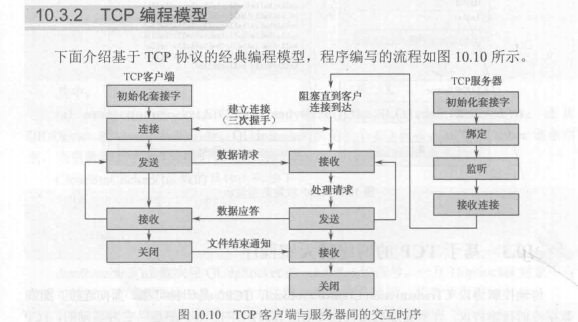 10.3.2 TCP 编程模型
下面介绍基于 TCP 协议的经典编程模型，程序编写的流程如图 10.10 所示。
TCP客户端
初始化套接字
连接
发送
接收
关闭
建立连接
（三次握手）
数据请求
数据应答
文件结束通知
阻塞直到客户
连接到达
接收
处理请求
发送
接收
关闭
TCP服务器
初始化套接字
绑定
监听
接收连接
图 10.10 TCP 客户端与服务器间的交互时序